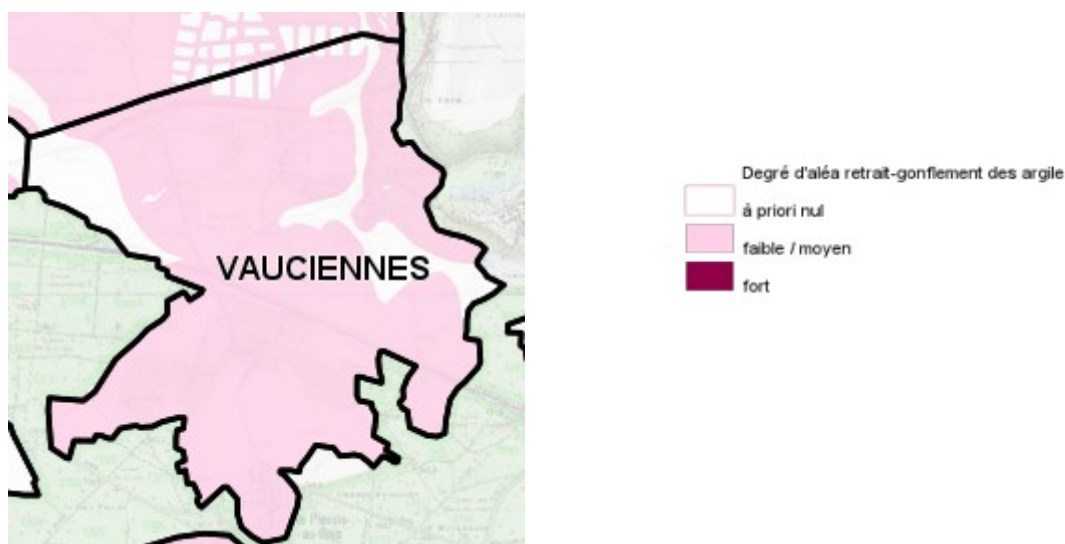 VAUCIENNES
Degré d'aléa retrait-gonflement des argile
à priori nul
faible / moyen
fort